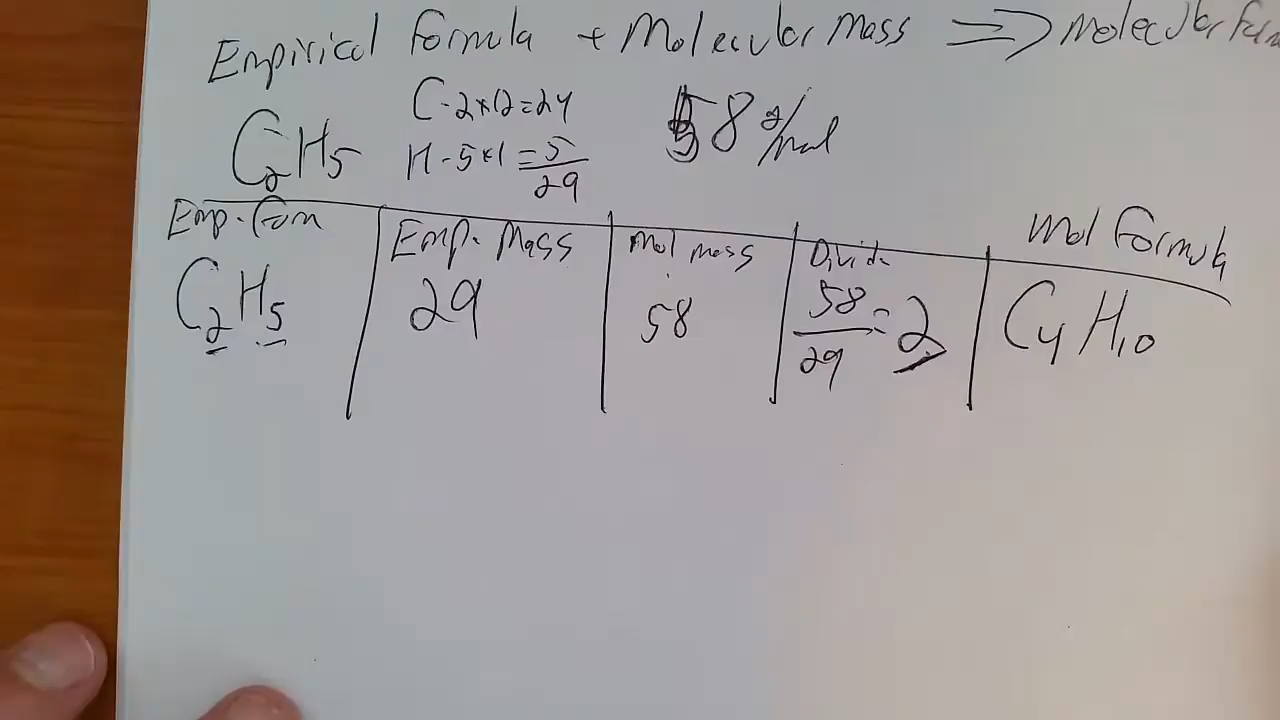 Empirical formula + Molecular Mass => Molecular Form
C2H5
C - 2×12=24
H - 5×1 = 5
29
58 g/mol
Emp. Form
Emp. Mass
mol mass
Divide
mol formula
C2H5
29
58
58/29 = 2
C4H10